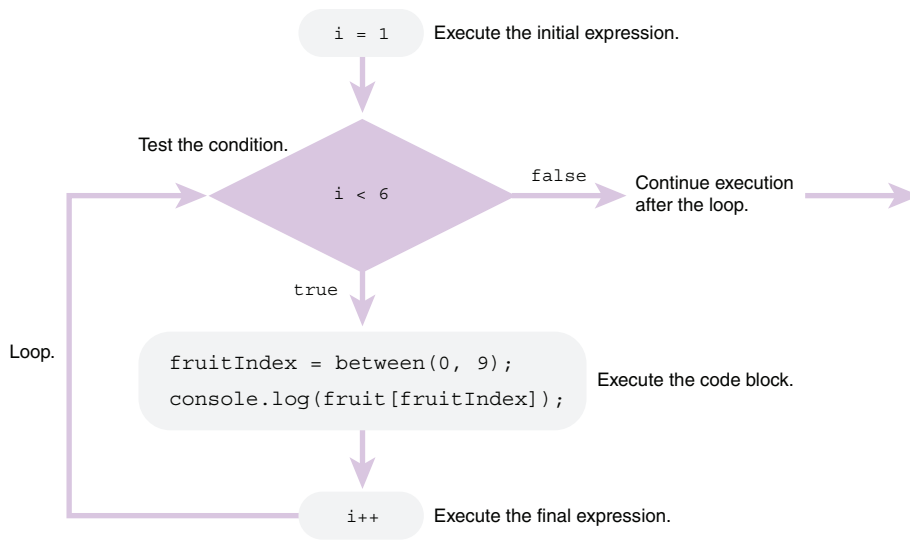 i = 1
Execute the initial expression.
Test the condition.
i < 6
false
Continue execution
after the loop.
true
Loop.
fruitIndex = between(0, 9);
console.log(fruit[fruitIndex]);
Execute the code block.
i++
Execute the final expression.